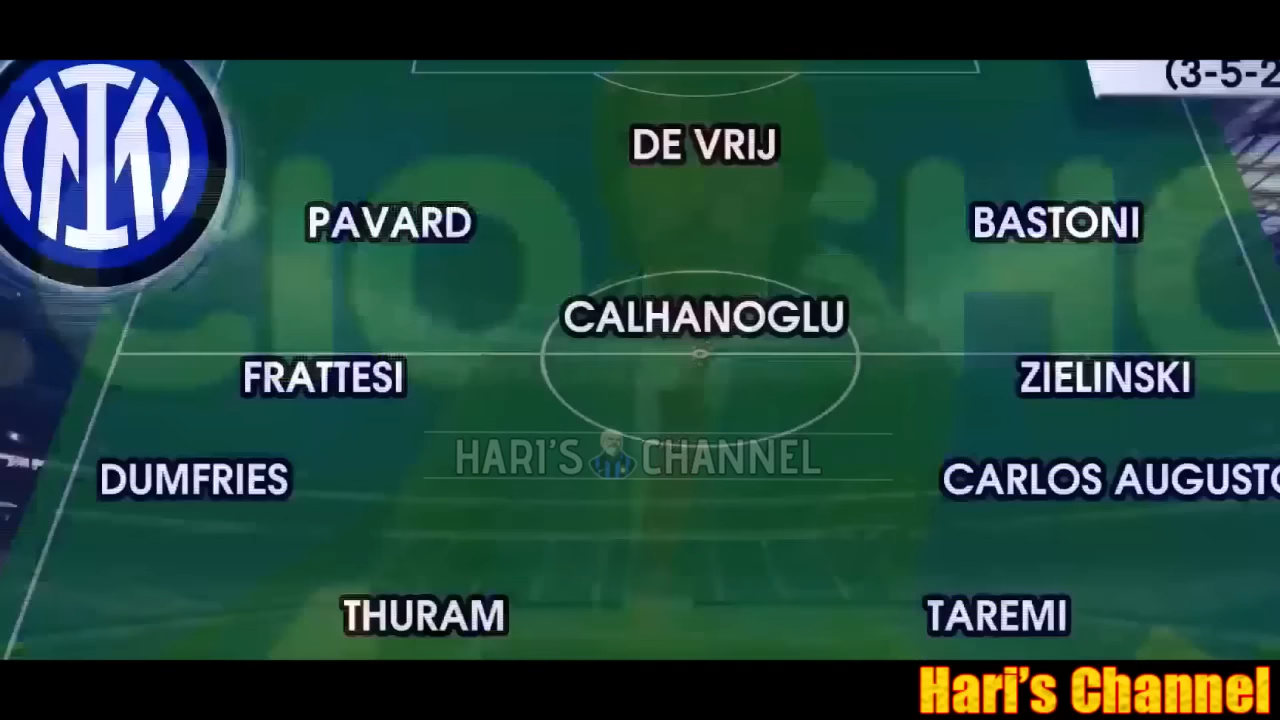 (3-5-2
DE VRIJ
PAVARD
BASTONI
CALHANOGLU
FRATTESI
ZIELINSKI
HARI'S CHANNEL
DUMFRIES
CARLOS AUGUSTO
THURAM
TAREMI
Hari's Channel